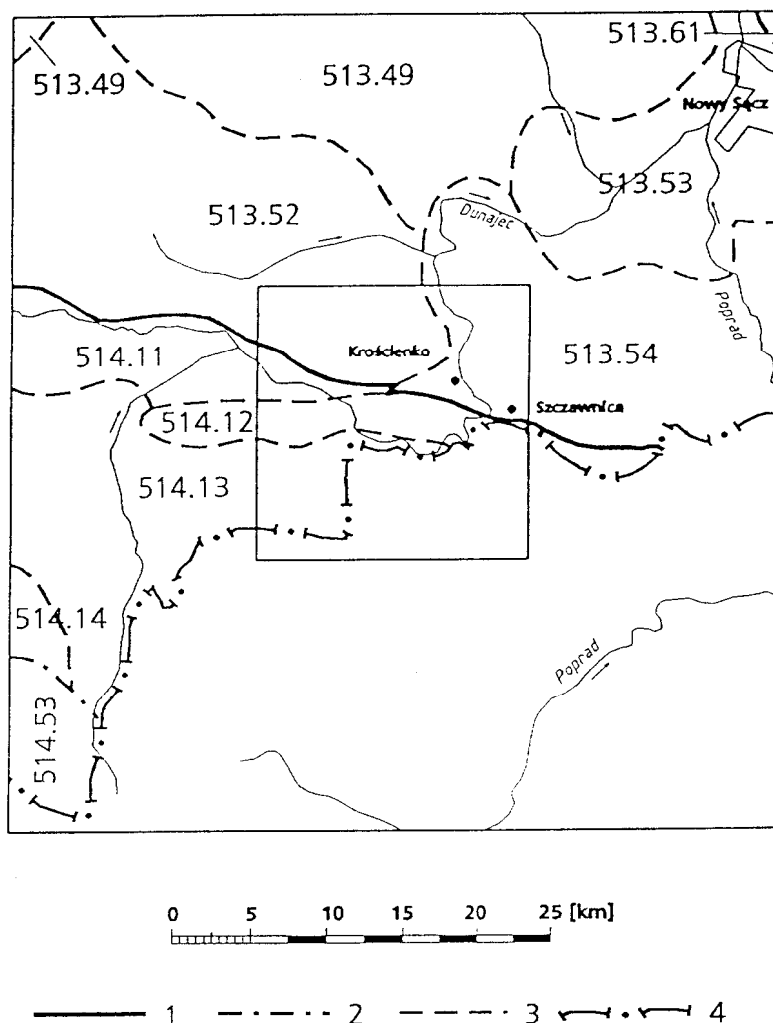 513.61
513.49
513.49
Nowy Sącz
513.53
513.52
Dunajec
Poprad
514.11
Krościenko
513.54
514.12
Szczawnica
514.13
514.14
Poprad
514.53
0 5 10 15 20 25 [km]
1 2 3 4